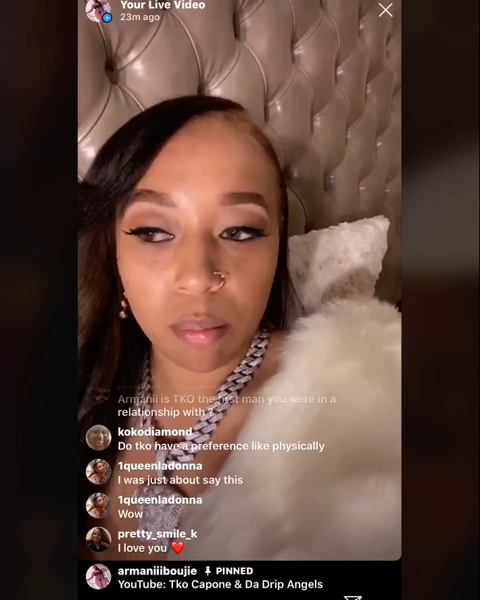 Your Live Video
23m ago
Armanii is TKO the first man you were in a
relationship with ?
kokodiamond
Do tko have a preference like physically
1queenladonna
I was just about say this
1queenladonna
Wow
pretty_smile_k
I love you ❤️
armaniiiboujie PINNED
YouTube: Tko Capone & Da Drip Angels